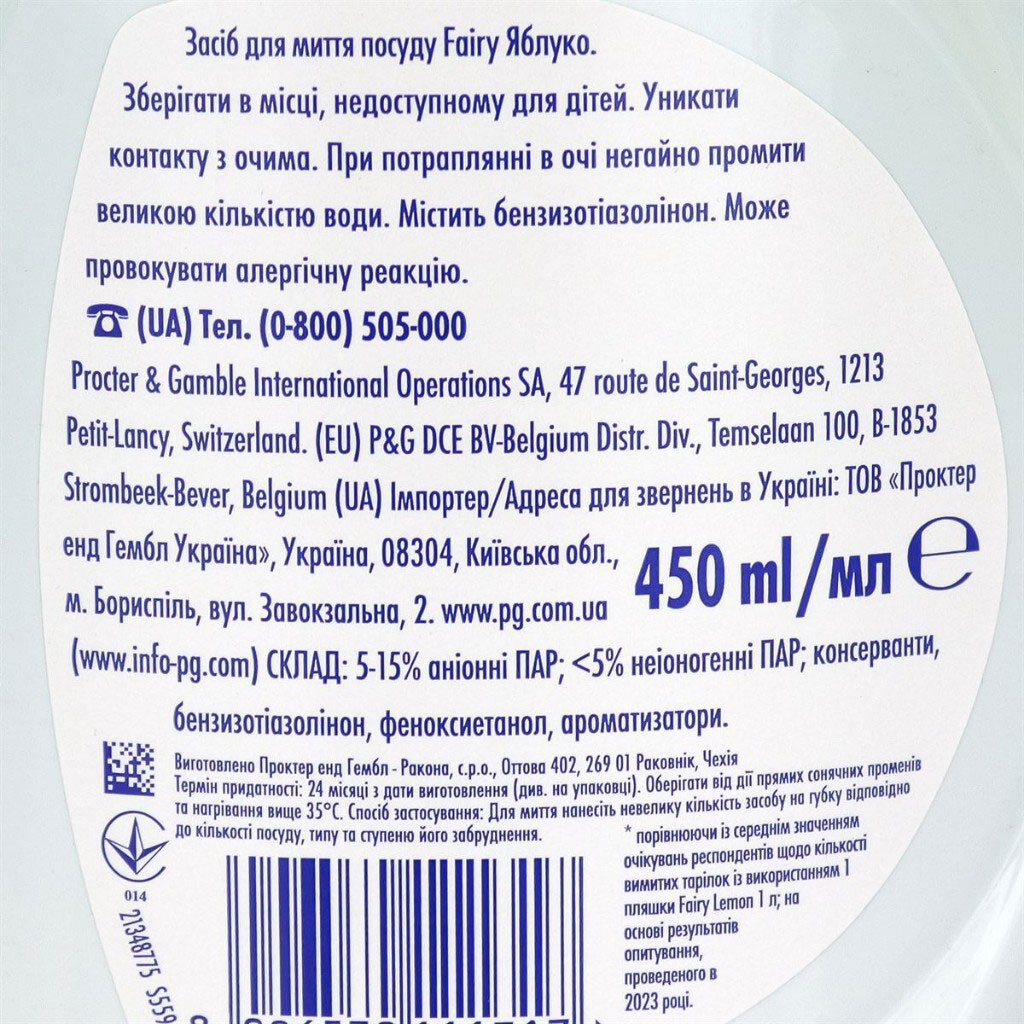 Засіб для миття посуду Fairy Яблуко.
Зберігати в місці, недоступному для дітей. Уникати
контакту з очима. При потраплянні в очі негайно промити
великою кількістю води. Містить бензизотіазолінон. Може
провокувати алергічну реакцію.
(UA) Тел. (0-800) 505-000
Procter & Gamble International Operations SA, 47 route de Saint-Georges, 1213
Petit-Lancy, Switzerland. (EU) P&G DCE BV-Belgium Distr. Div., Temselaan 100, B-1853
Strombeek-Bever, Belgium (UA) Імпортер/Адреса для звернень в Україні: ТОВ «Проктер
енд Гембл Україна», Україна, 08304, Київська обл.,
м. Бориспіль, вул. Завокзальна, 2. www.pg.com.ua
450 ml/мл e
(www.info-pg.com) СКЛАД: 5-15% аніонні ПАР; <5% неіоногенні ПАР; консерванти,
бензизотіазолінон, феноксиетанол, ароматизатори.
Виготовлено Проктер енд Гембл - Ракона, с.р.о., Оттова 402, 269 01 Раковнік, Чехія
Термін придатності: 24 місяці з дати виготовлення (див. на упаковці). Оберігати від дії прямих сонячних променів
та нагрівання вище 35°C. Спосіб застосування: Для миття нанесіть невелику кількість засобу на губку відповідно
до кількості посуду, типу та ступеню його забруднення.
* порівнюючи із середнім значенням
очікувань респондентів щодо кількості
вимитих тарілок із використанням 1
пляшки Fairy Lemon 1 л; на
основі результатів
опитування,
проведеного в
2023 році.
014
21348775 S559